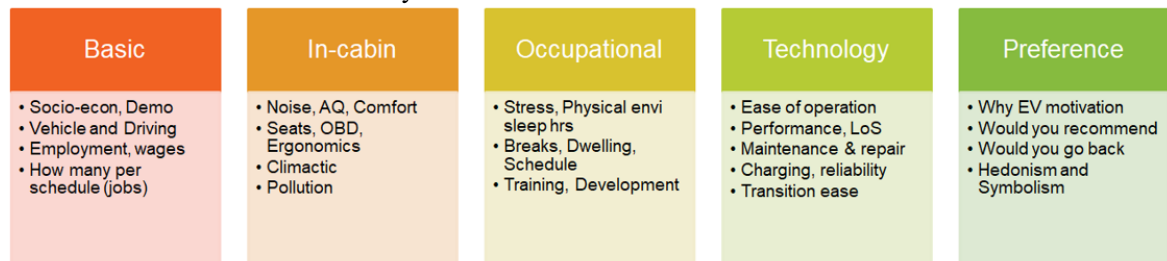 Basic
• Socio-econ, Demo
• Vehicle and Driving
• Employment, wages
• How many per
schedule (jobs)
In-cabin
• Noise, AQ, Comfort
• Seats, OBD,
Ergonomics
• Climactic
• Pollution
Occupational
• Stress, Physical envi
sleep hrs
• Breaks, Dwelling,
Schedule
• Training, Development
Technology
• Ease of operation
• Performance, LoS
• Maintenance & repair
• Charging, reliability
• Transition ease
Preference
• Why EV motivation
• Would you recommend
• Would you go back
• Hedonism and
Symbolism